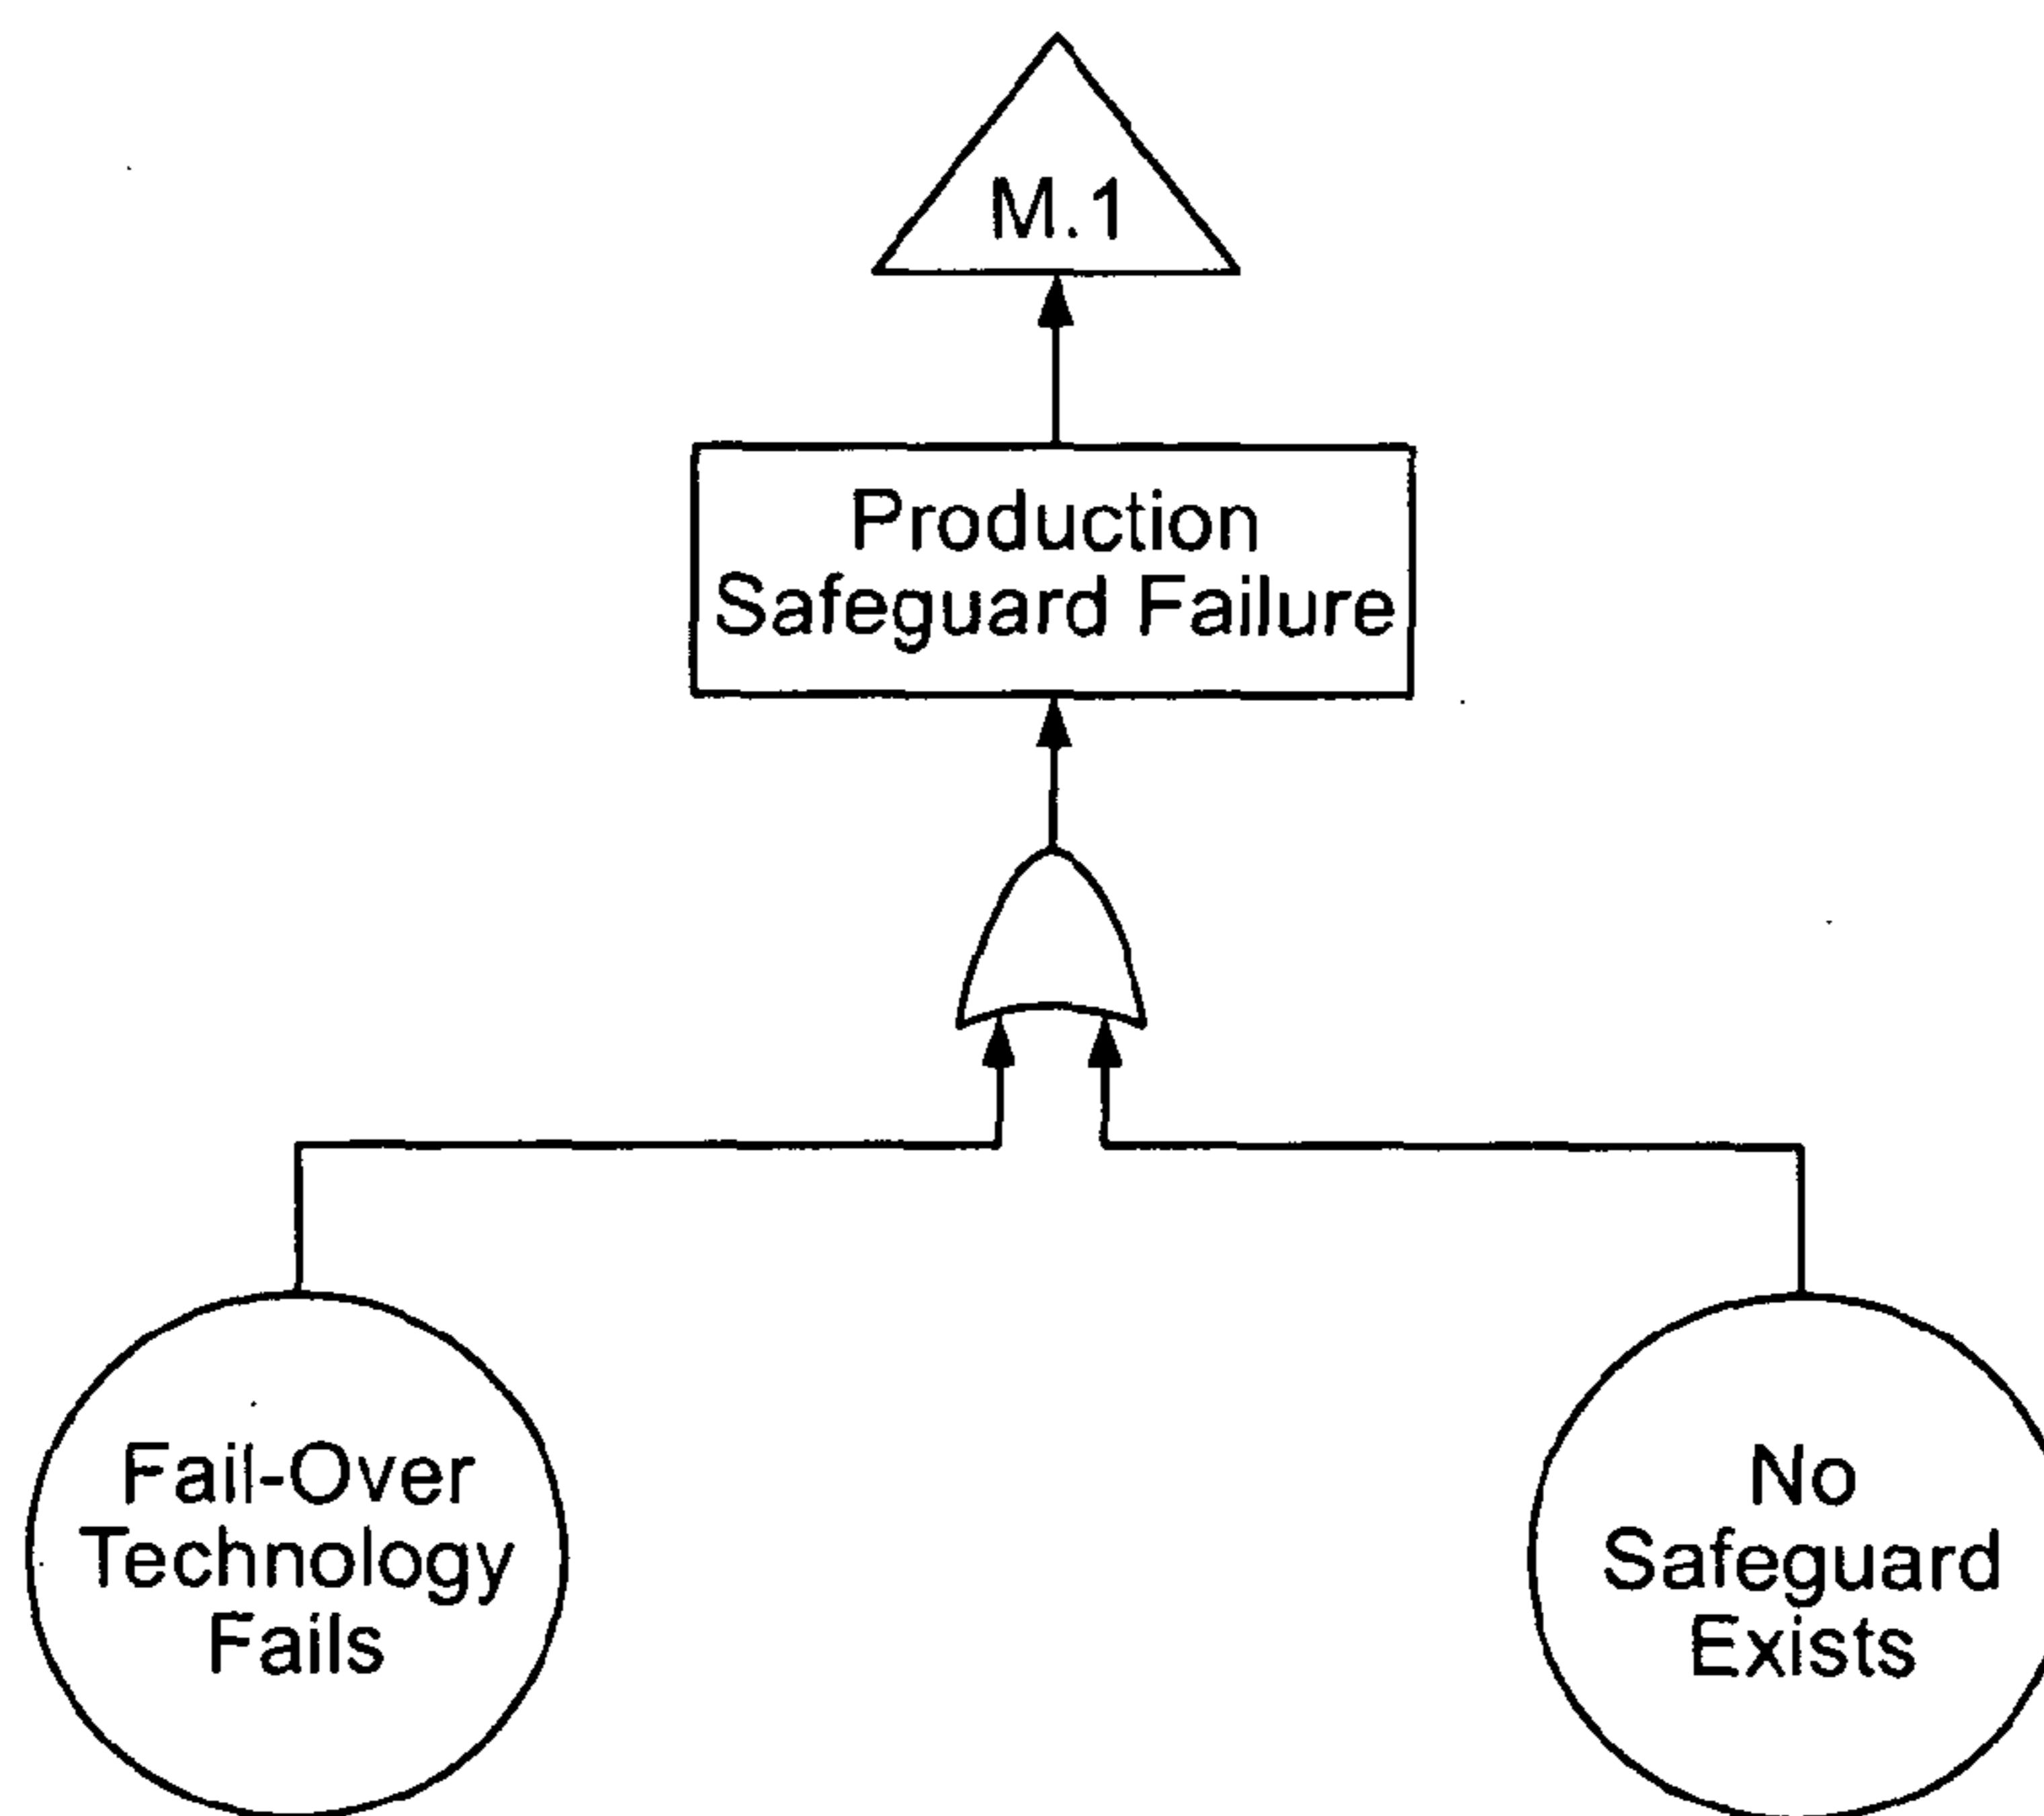 M.1
Production
Safeguard Failure
Fail-Over
Technology
Fails
No
Safeguard
Exists